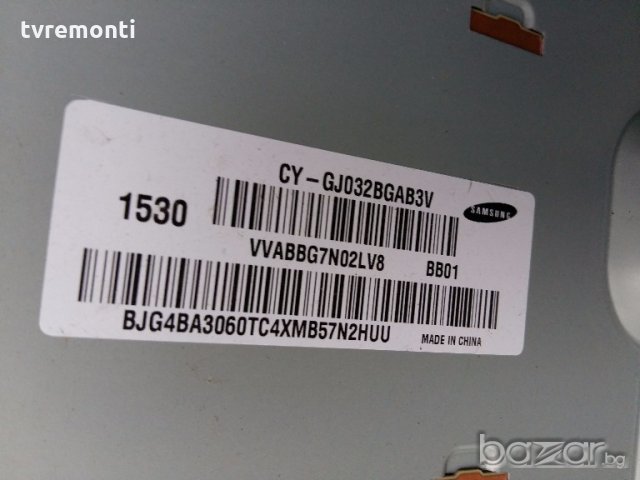 tvremonti
CY-GJ032BGAB3V
1530
SAMSUNG
VVABBG7N02LV8 BB01
BJG4BA3060TC4XMB57N2HUU
MADE IN CHINA
bazar.bg